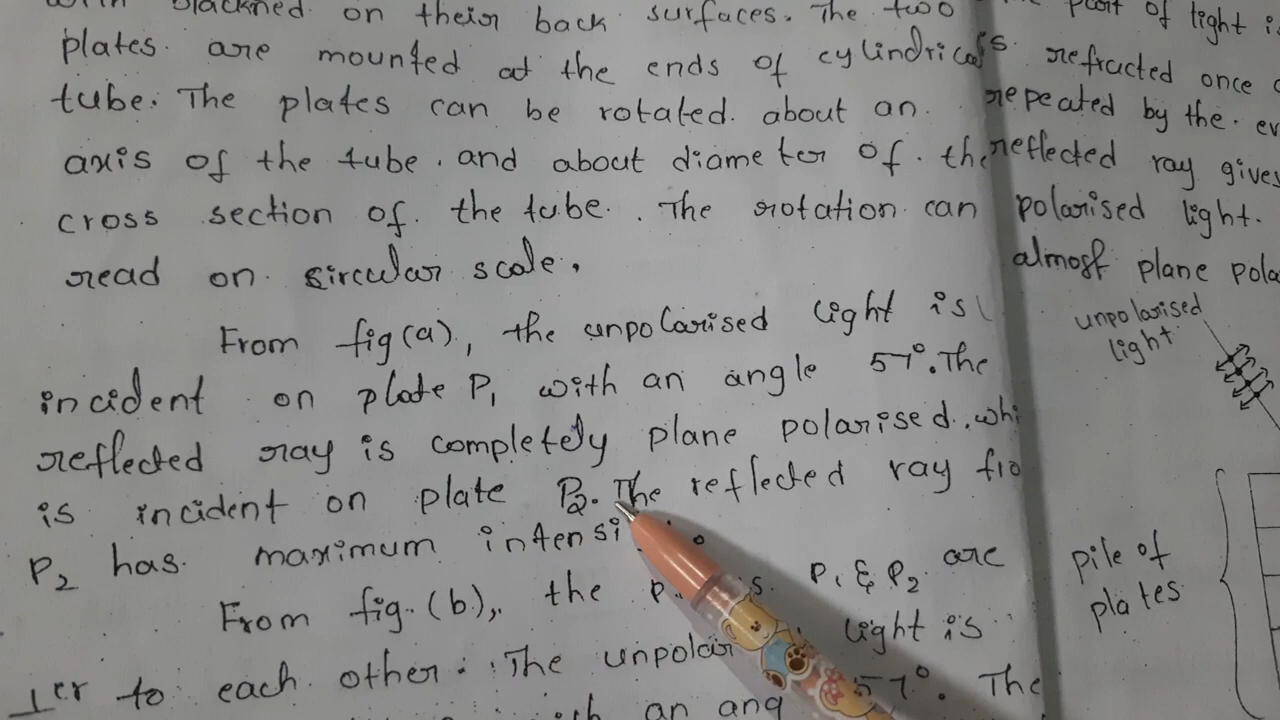 blackned on their back surfaces. The two
plates are mounted at the ends of cylindrical
tube. The plates can be rotated about an
axis of the tube. and about diameter of. the
cross section of. the tube. The rotation can
read on sircular scale.
From fig(a), the unpolarised light is
incident on plate P₁ with an angle 57°. The
reflected ray is completely plane polarised. whi
is incident on plate P₂. The reflected ray
P₂ has maximum intensi
From fig. (b), the P₁ & P₂ are
⊥er to each other. The unpolar light is
an ang 57°. The
part of light
refracted once
repeated by the
reflected ray gives
polarised light.
almost plane pola
unpolarised
light
pile of
plates